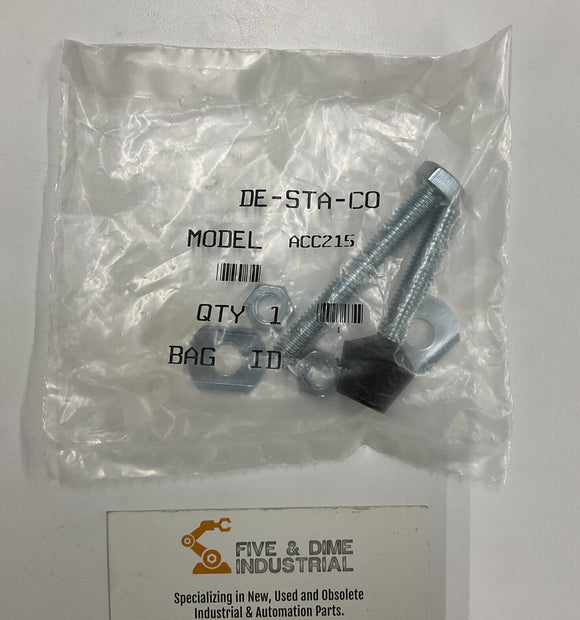 DE-STA-CO
MODEL ACC215
QTY 1
1
BAG ID
FIVE & DIME
INDUSTRIAL
Specializing in New, Used and Obsolete
Industrial & Automation Parts.